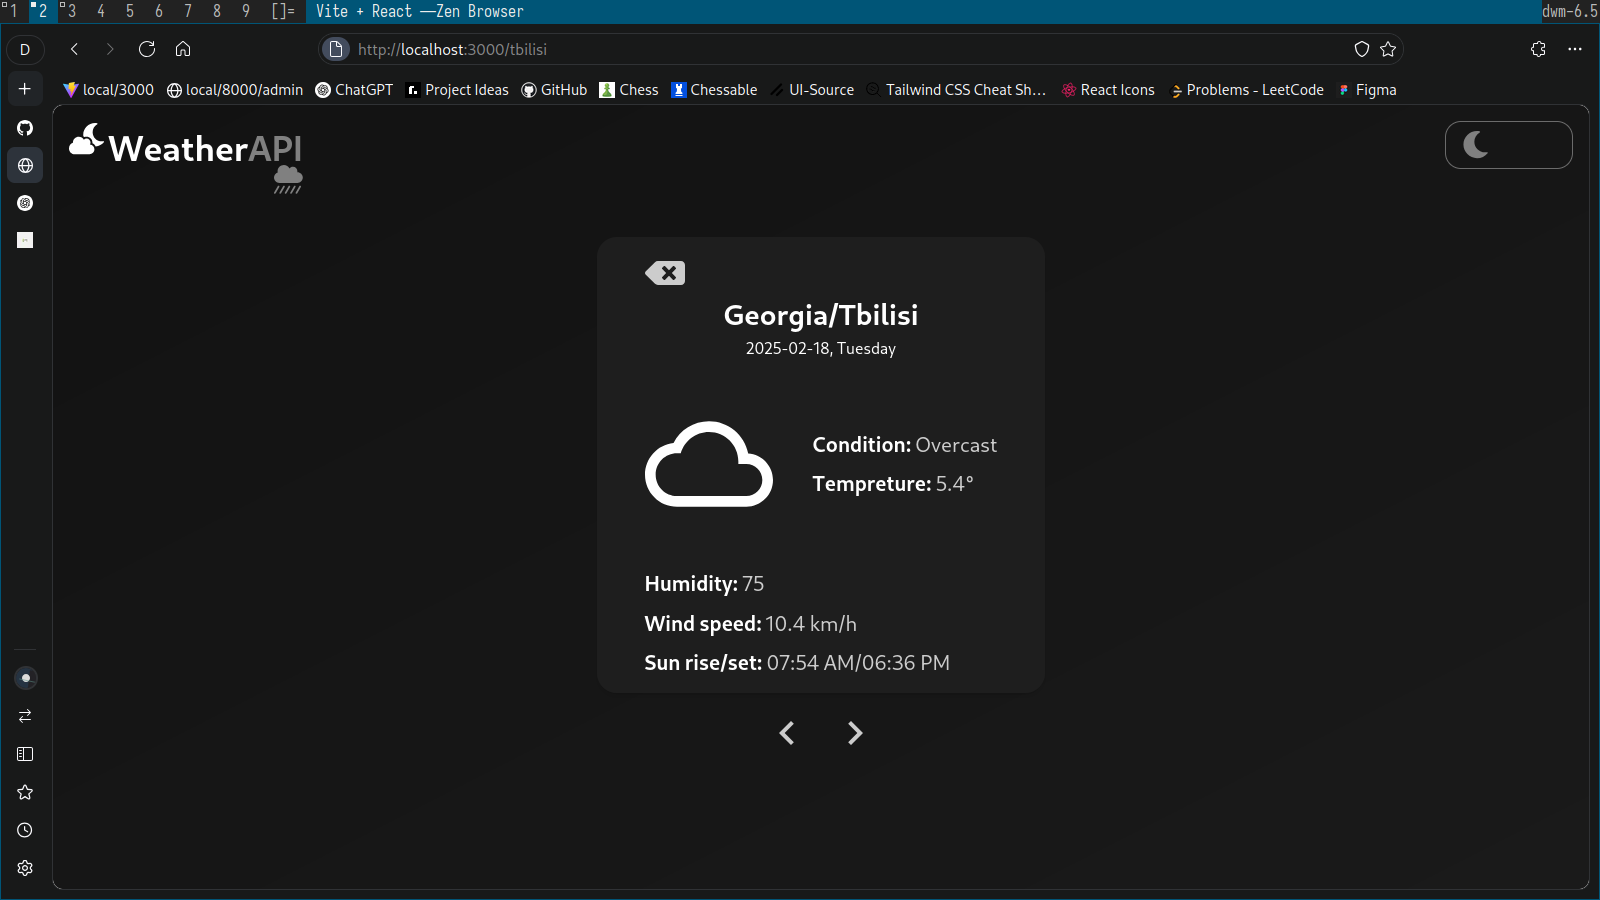 1 2 3 4 5 6 7 8 9 []= Vite + React —Zen Browser dwm-6.5
D http://localhost:3000/tbilisi
local/3000 local/8000/admin ChatGPT Project Ideas GitHub Chess Chessable UI-Source Tailwind CSS Cheat Sh... React Icons Problems - LeetCode Figma
WeatherAPI
Georgia/Tbilisi
2025-02-18, Tuesday
Condition: Overcast
Tempreture: 5.4°
Humidity: 75
Wind speed: 10.4 km/h
Sun rise/set: 07:54 AM/06:36 PM